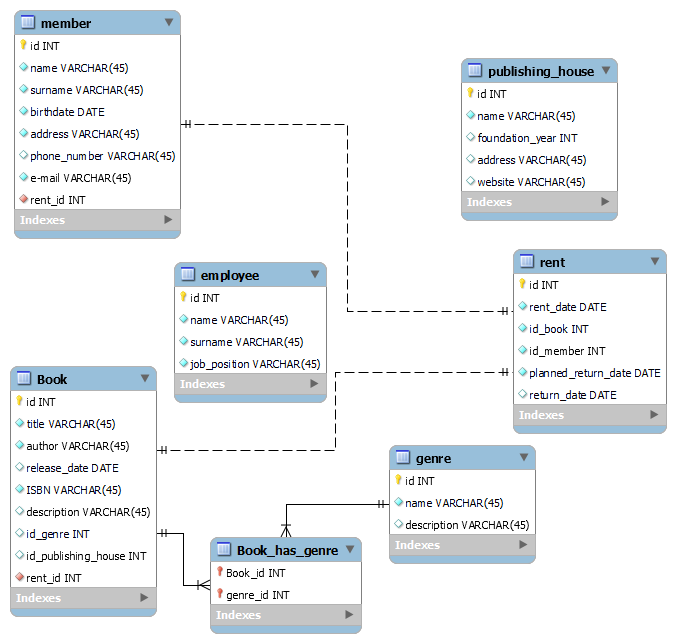 member
id INT
name VARCHAR(45)
surname VARCHAR(45)
birthdate DATE
address VARCHAR(45)
phone_number VARCHAR(45)
e-mail VARCHAR(45)
rent_id INT
Indexes
publishing_house
id INT
name VARCHAR(45)
foundation_year INT
address VARCHAR(45)
website VARCHAR(45)
Indexes
employee
id INT
name VARCHAR(45)
surname VARCHAR(45)
job_position VARCHAR(45)
Indexes
rent
id INT
rent_date DATE
id_book INT
id_member INT
planned_return_date DATE
return_date DATE
Indexes
Book
id INT
title VARCHAR(45)
author VARCHAR(45)
release_date DATE
ISBN VARCHAR(45)
description VARCHAR(45)
id_genre INT
id_publishing_house INT
rent_id INT
Indexes
genre
id INT
name VARCHAR(45)
description VARCHAR(45)
Indexes
Book_has_genre
Book_id INT
genre_id INT
Indexes